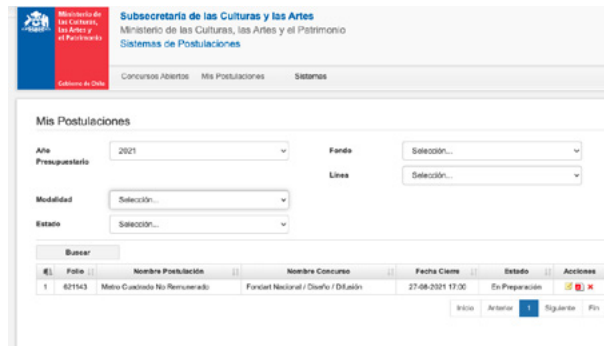 Ministerio de
las Culturas,
las Artes y
el Patrimonio
Gobierno de Chile
Subsecretaría de las Culturas y las Artes
Ministerio de las Culturas, las Artes y el Patrimonio
Sistemas de Postulaciones
Concursos Abiertos Mis Postulaciones Sistemas
Mis Postulaciones
Año Presupuestario 2021 Fondo Selección...
Línea Selección...
Modalidad Selección...
Estado Selección...
Buscar
Folio Nombre Postulación Nombre Concurso Fecha Cierre Estado Acciones
1 621143 Metro Cuadrado No Remunerado Fondart Nacional / Diseño / Difusión 27-08-2021 17:00 En Preparación
Inicio Anterior 1 Siguiente Fin